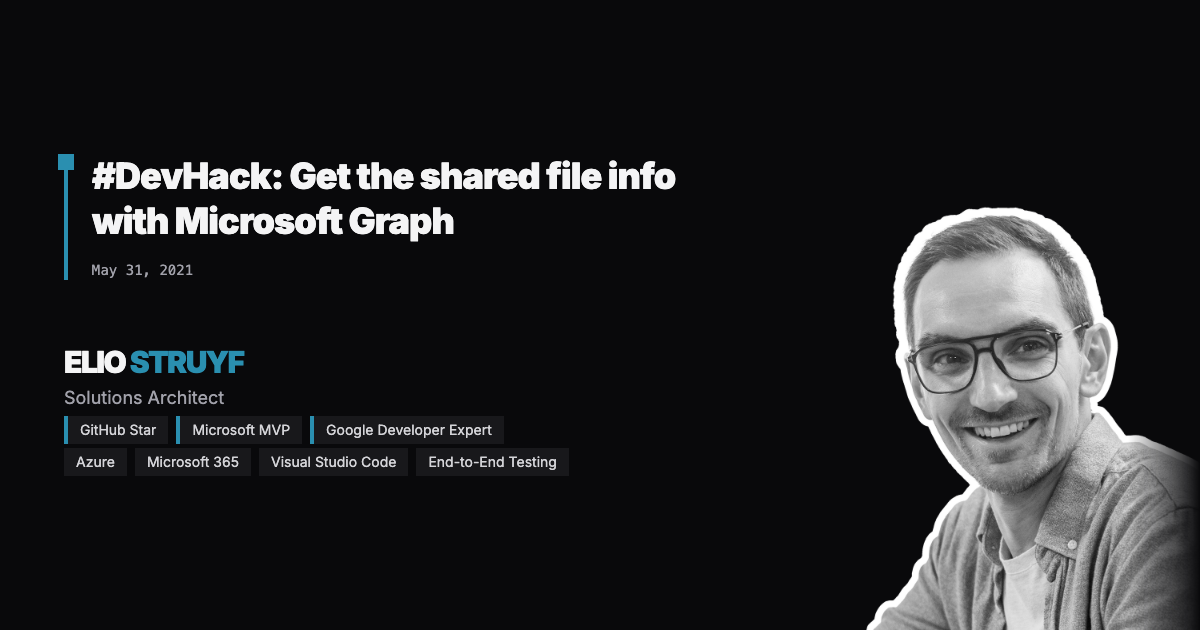 #DevHack: Get the shared file info
with Microsoft Graph
May 31, 2021
ELIO STRUYF
Solutions Architect
GitHub Star Microsoft MVP Google Developer Expert
Azure Microsoft 365 Visual Studio Code End-to-End Testing